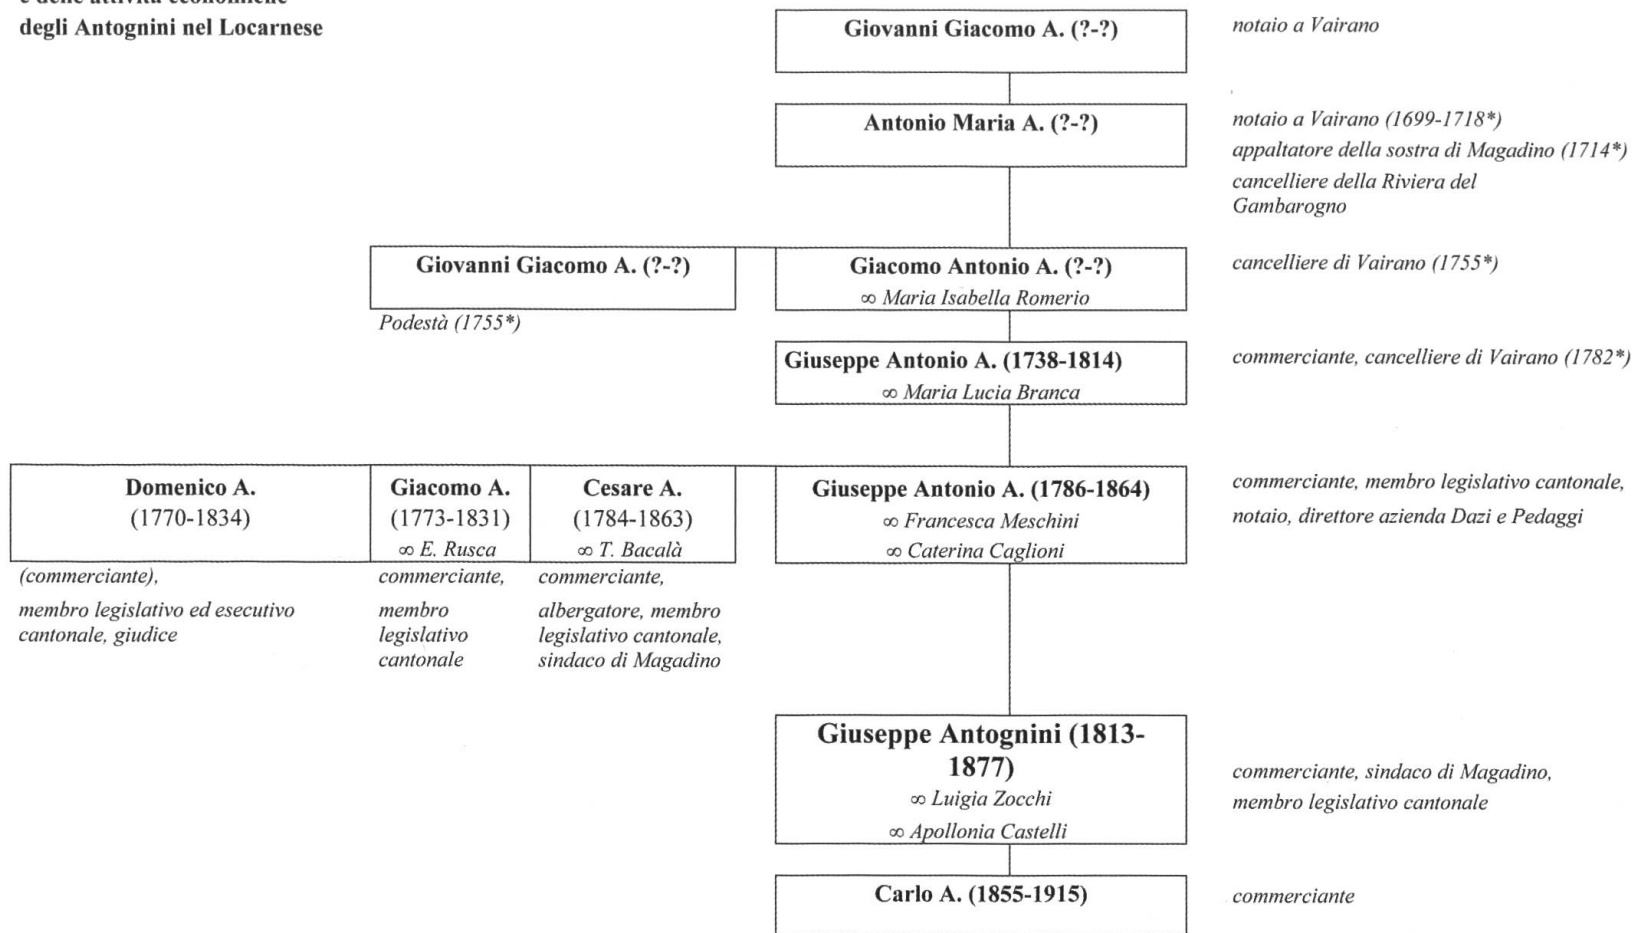 degli Antognini nel Locarnese
Giovanni Giacomo A. (?-?)
notaio a Vairano
Antonio Maria A. (?-?)
notaio a Vairano (1699-1718*)
appaltatore della sostra di Magadino (1714*)
cancelliere della Riviera del
Gambarogno
Giovanni Giacomo A. (?-?)
Podestà (1755*)
Giacomo Antonio A. (?-?)
∞ Maria Isabella Romerio
cancelliere di Vairano (1755*)
Giuseppe Antonio A. (1738-1814)
∞ Maria Lucia Branca
commerciante, cancelliere di Vairano (1782*)
Domenico A.
(1770-1834)
(commerciante),
membro legislativo ed esecutivo
cantonale, giudice
Giacomo A.
(1773-1831)
∞ E. Rusca
commerciante,
membro
legislativo
cantonale
Cesare A.
(1784-1863)
∞ T. Bacalà
commerciante,
albergatore, membro
legislativo cantonale,
sindaco di Magadino
Giuseppe Antonio A. (1786-1864)
∞ Francesca Meschini
∞ Caterina Caglioni
commerciante, membro legislativo cantonale,
notaio, direttore azienda Dazi e Pedaggi
Giuseppe Antognini (1813-
1877)
∞ Luigia Zocchi
∞ Apollonia Castelli
commerciante, sindaco di Magadino,
membro legislativo cantonale
Carlo A. (1855-1915)
commerciante